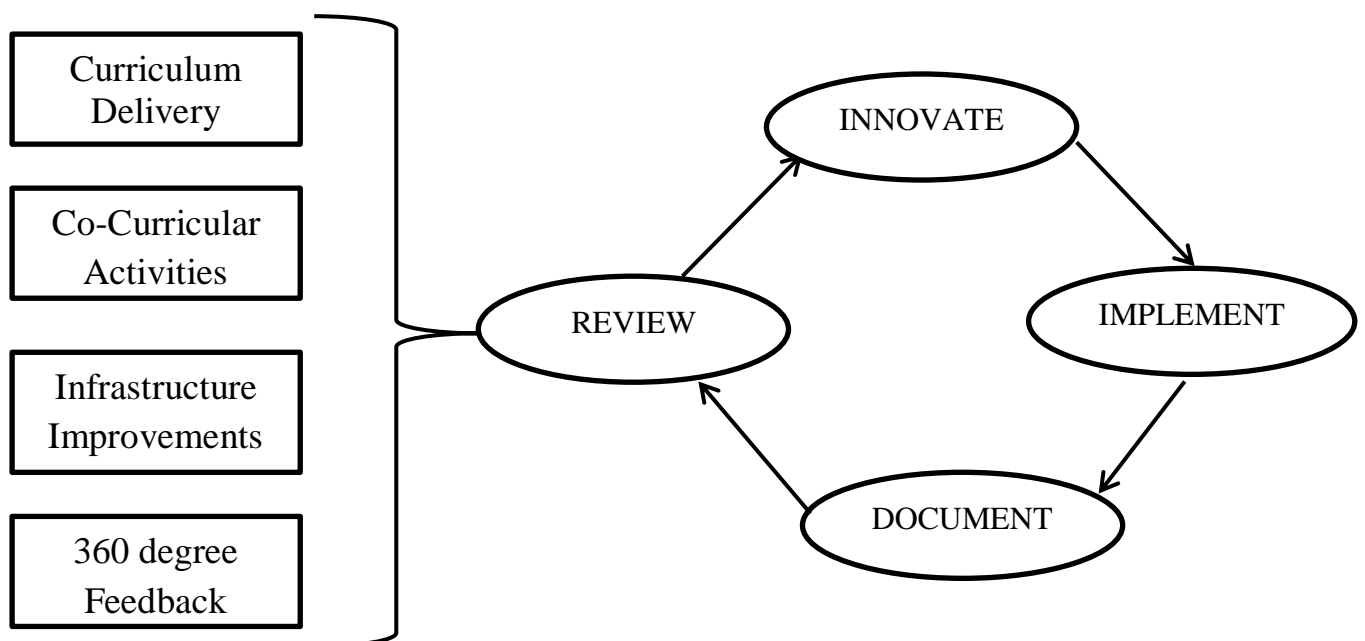 Curriculum
Delivery
Co-Curricular
Activities
Infrastructure
Improvements
360 degree
Feedback
INNOVATE
REVIEW
IMPLEMENT
DOCUMENT